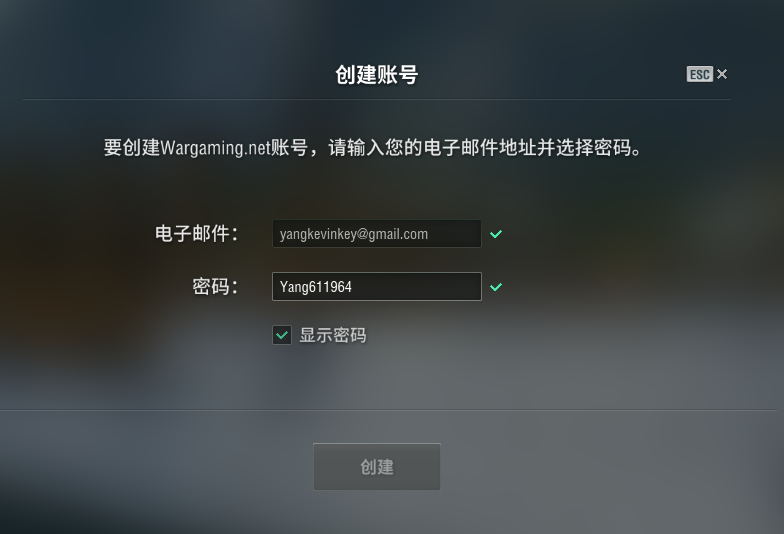 创建账号
ESC ×
要创建Wargaming.net账号，请输入您的电子邮件地址并选择密码。
电子邮件： yangkevinkey@gmail.com
密码： Yang611964
显示密码
创建